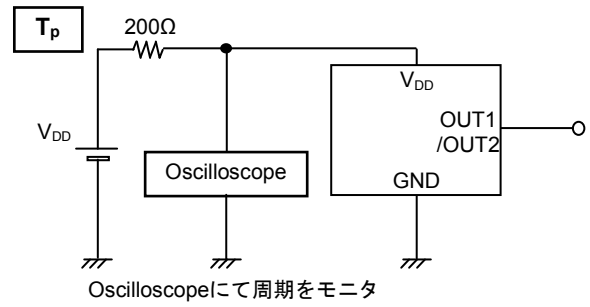 Tp
200Ω
VDD
VDD
OUT1
/OUT2
Oscilloscope
GND
Oscilloscopeにて周期をモニタ